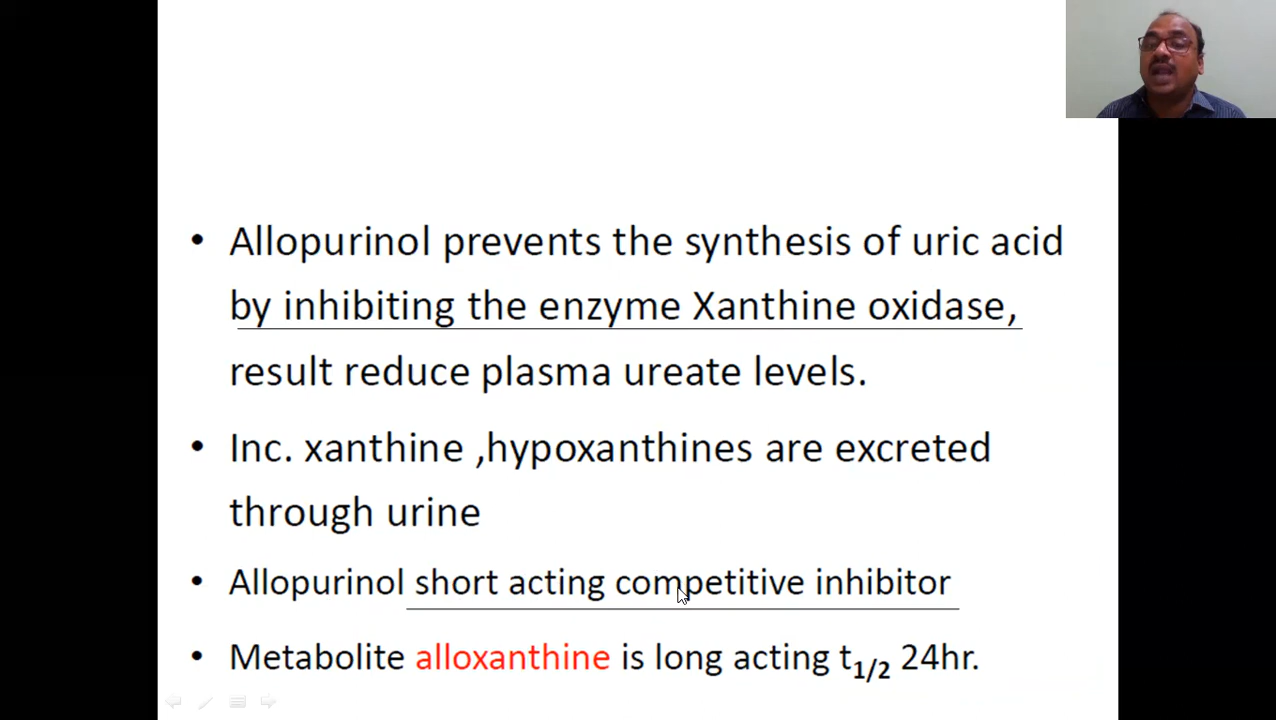 • Allopurinol prevents the synthesis of uric acid
by inhibiting the enzyme Xanthine oxidase,
result reduce plasma ureate levels.
• Inc. xanthine ,hypoxanthines are excreted
through urine
• Allopurinol short acting competitive inhibitor
• Metabolite alloxanthine is long acting t1/2 24hr.